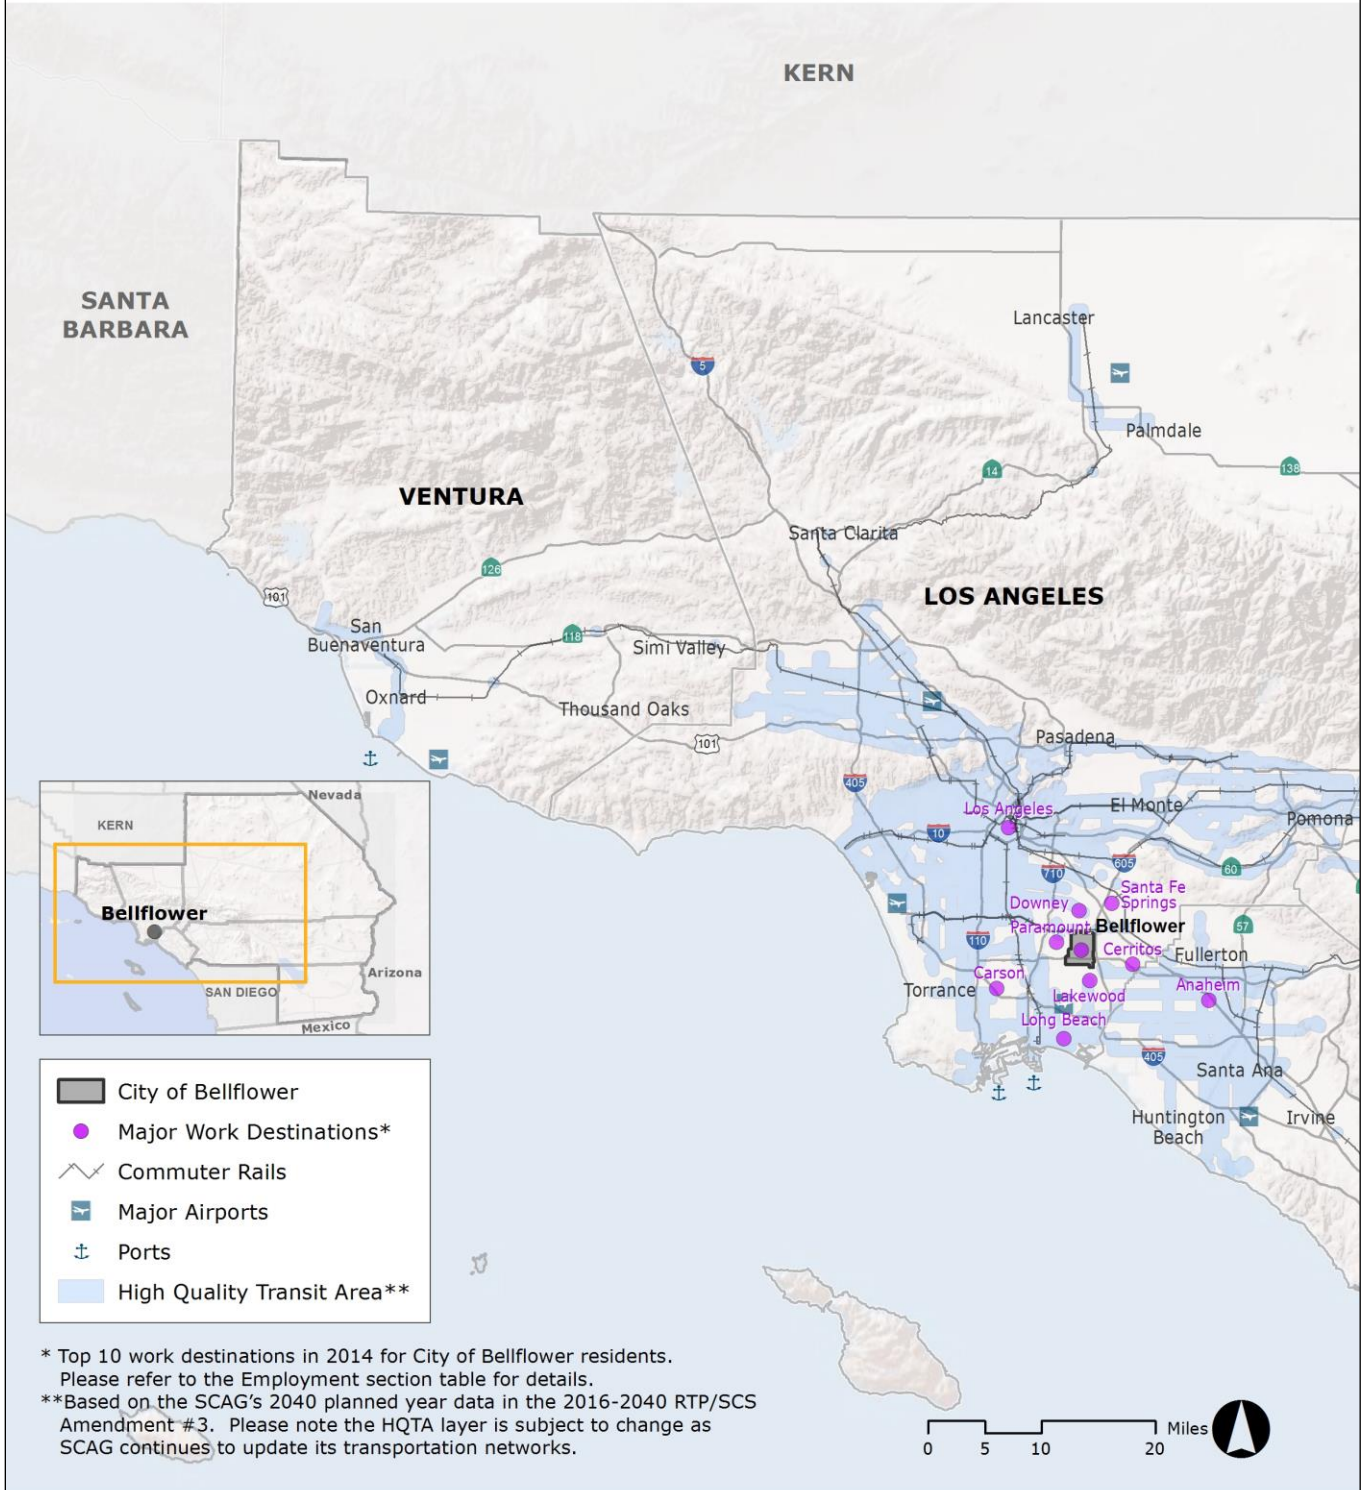 KERN
SANTA
BARBARA
Lancaster
5
Palmdale
14
138
VENTURA
Santa Clarita
126
LOS ANGELES
101
San
Buenaventura
118
Simi Valley
Oxnard
Thousand Oaks
101
Pasadena
405
Los Angeles
El Monte
Pomona
10
710
605
60
Santa Fe
Springs
Downey
Paramount
Bellflower
57
110
Cerritos
Fullerton
Carson
Torrance
Lakewood
Anaheim
Long Beach
405
Santa Ana
Huntington
Beach
Irvine
Nevada
KERN
Bellflower
Arizona
SAN DIEGO
Mexico
City of Bellflower
Major Work Destinations*
Commuter Rails
Major Airports
Ports
High Quality Transit Area**
* Top 10 work destinations in 2014 for City of Bellflower residents.
Please refer to the Employment section table for details.
**Based on the SCAG's 2040 planned year data in the 2016-2040 RTP/SCS
Amendment #3. Please note the HQTA layer is subject to change as
SCAG continues to update its transportation networks.
Miles
0 5 10 20